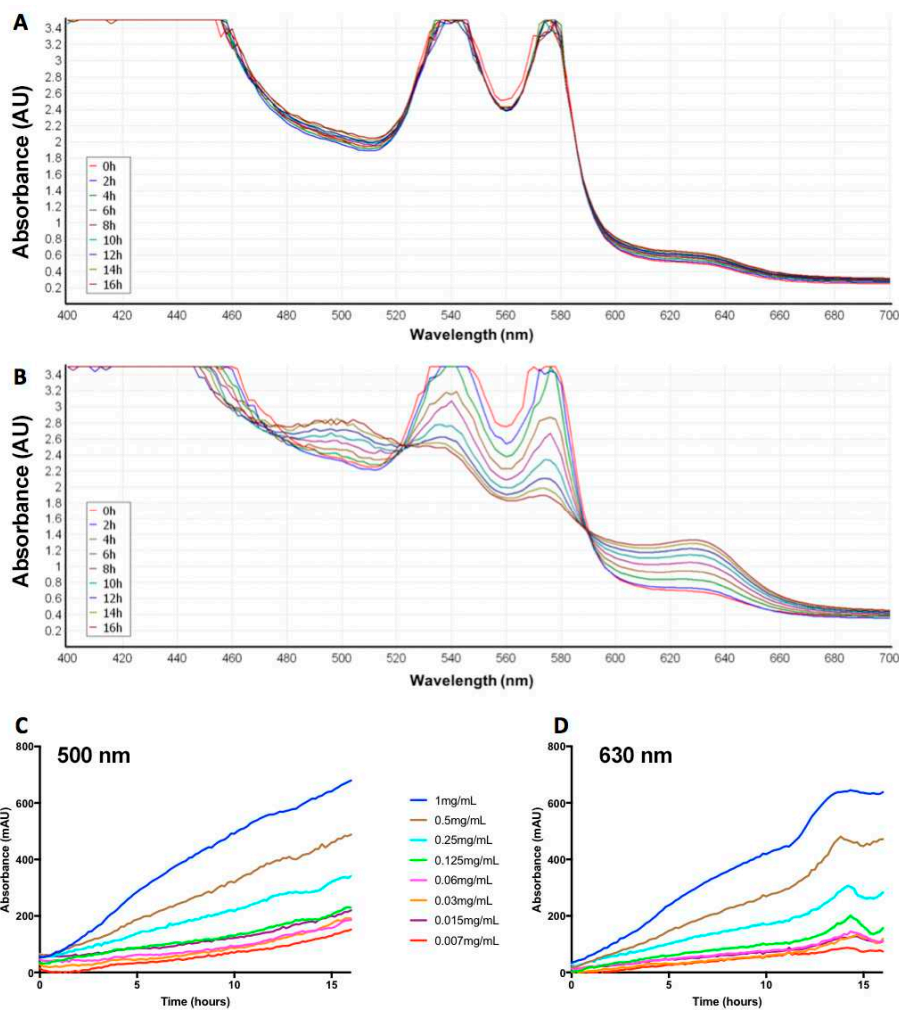 A
Absorbance (AU)
3.4
3.2
3
2.8
2.6
2.4
2.2
2
1.8
1.6
1.4
1.2
1
0.8
0.6
0.4
0.2
0h
2h
4h
6h
8h
10h
12h
14h
16h
400 420 440 460 480 500 520 540 560 580 600 620 640 660 680 700
Wavelength (nm)
B
Absorbance (AU)
3.4
3.2
3
2.8
2.6
2.4
2.2
2
1.8
1.6
1.4
1.2
1
0.8
0.6
0.4
0.2
0h
2h
4h
6h
8h
10h
12h
14h
16h
400 420 440 460 480 500 520 540 560 580 600 620 640 660 680 700
Wavelength (nm)
C
500 nm
Absorbance (mAU)
800
600
400
200
0
0 5 10 15
Time (hours)
1mg/mL
0.5mg/mL
0.25mg/mL
0.125mg/mL
0.06mg/mL
0.03mg/mL
0.015mg/mL
0.007mg/mL
D
630 nm
Absorbance (mAU)
800
600
400
200
0
0 5 10 15
Time (hours)